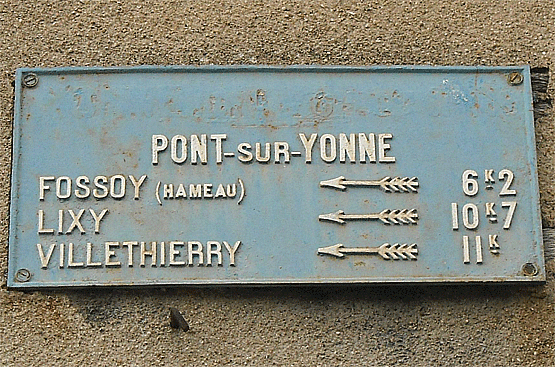 PONT-SUR-YONNE
FOSSOY (HAMEAU) 6K2
LIXY 10K7
VILLETHIERRY 11K